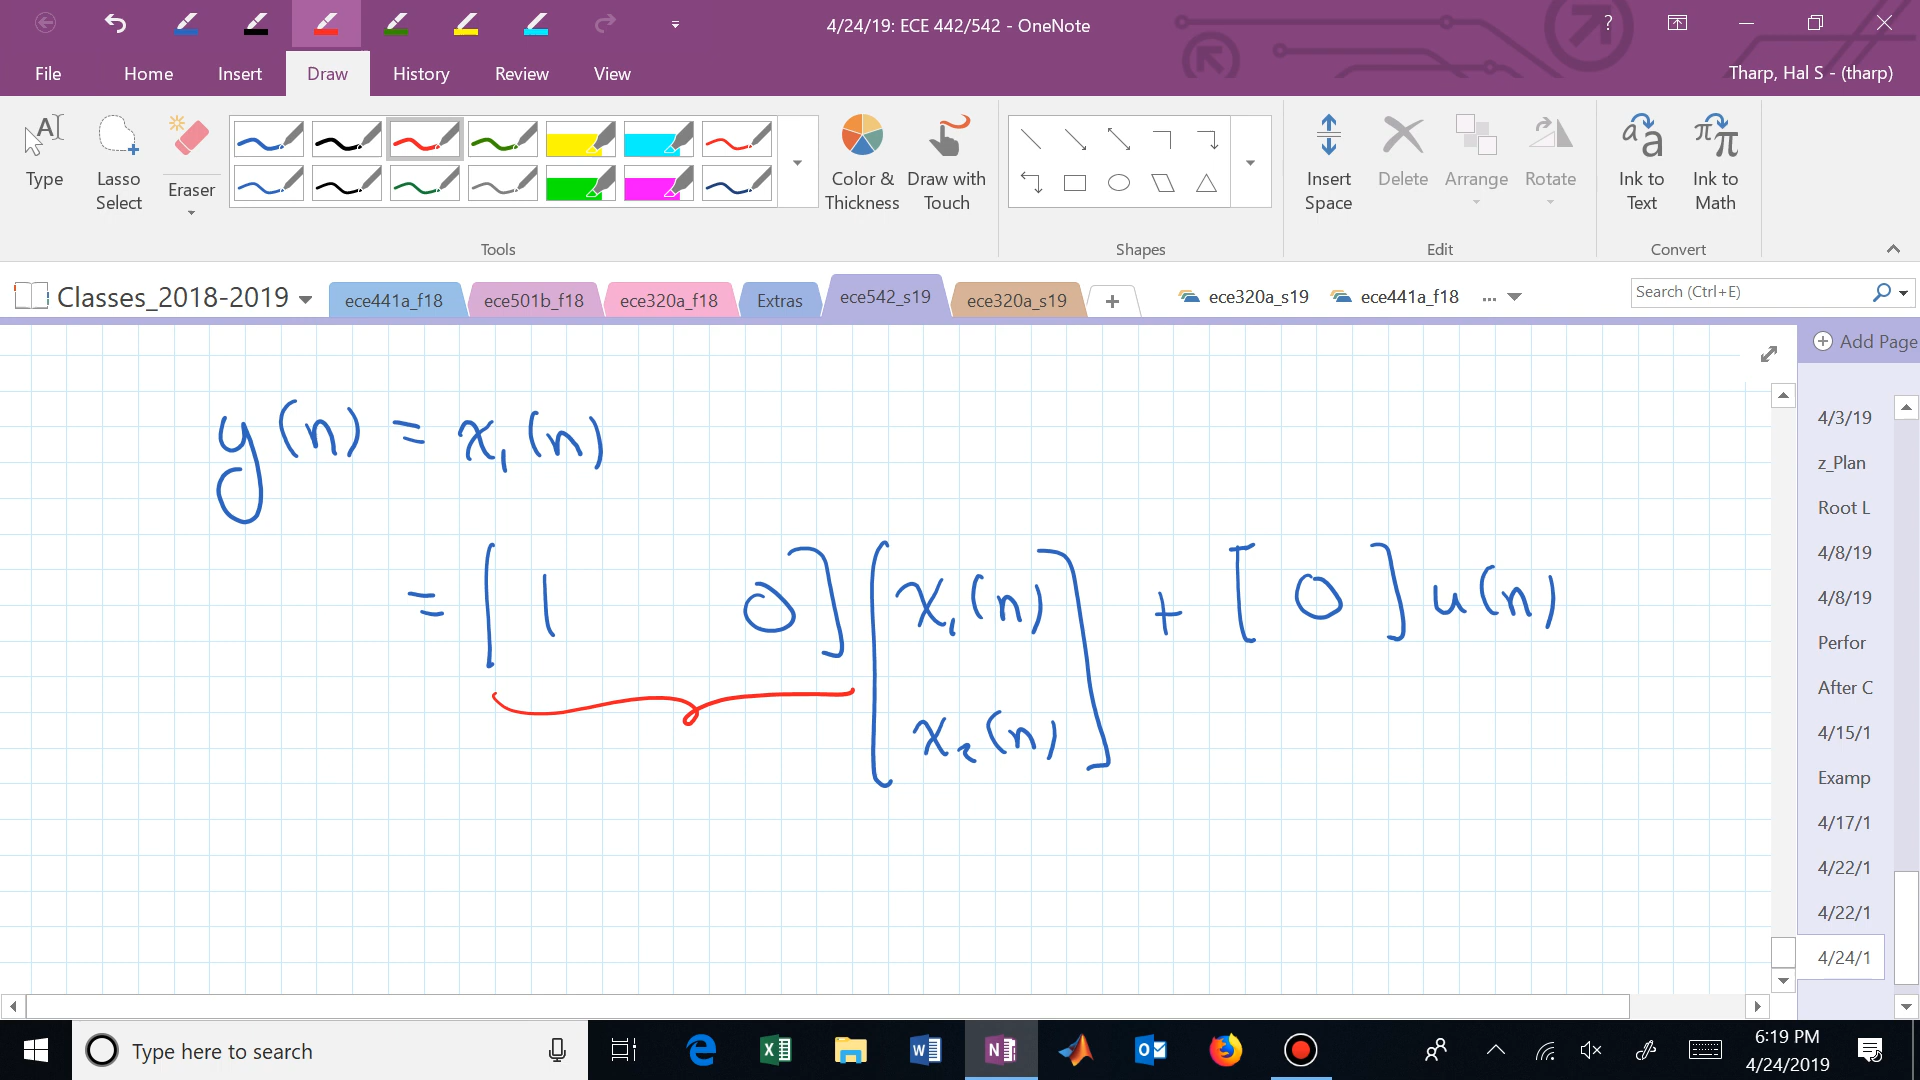 4/24/19: ECE 442/542 - OneNote
?
File Home Insert Draw History Review View
Tharp, Hal S - (tharp)
Type
Lasso Select
Eraser
Color & Thickness
Draw with Touch
Insert Space
Delete
Arrange
Rotate
Ink to Text
Ink to Math
Tools Shapes Edit Convert
Classes_2018-2019 ece441a_f18 ece501b_f18 ece320a_f18 Extras ece542_s19 ece320a_s19 + ece320a_s19 ece441a_f18 ...
Search (Ctrl+E)
Add Page
y(n) = x₁(n)
= [1 0] [x₁(n) + [0] u(n)
x₂(n)]
4/3/19
z_Plan
Root L
4/8/19
4/8/19
Perfor
After C
4/15/1
Examp
4/17/1
4/22/1
4/22/1
4/24/1
Type here to search
6:19 PM
4/24/2019